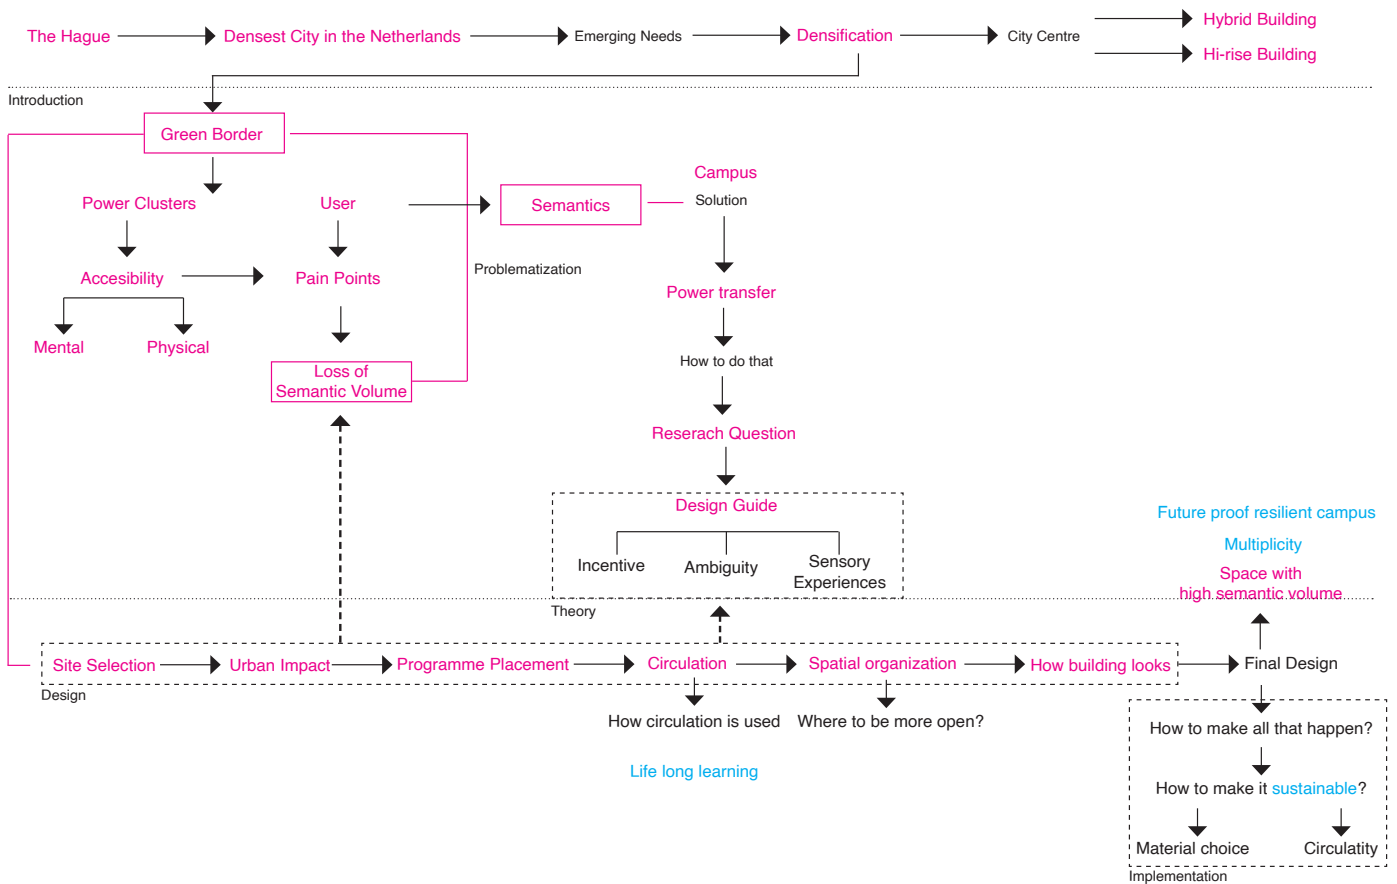 The Hague
Densest City in the Netherlands
Emerging Needs
Densification
City Centre
Hybrid Building
Hi-rise Building
Introduction
Green Border
Power Clusters
User
Semantics
Campus
Solution
Accesibility
Pain Points
Problematization
Power transfer
Mental
Physical
Loss of
Semantic Volume
How to do that
Reserach Question
Design Guide
Incentive
Ambiguity
Sensory
Experiences
Theory
Future proof resilient campus
Multiplicity
Space with
high semantic volume
Site Selection
Urban Impact
Programme Placement
Circulation
Spatial organization
How building looks
Final Design
Design
How circulation is used
Where to be more open?
Life long learning
How to make all that happen?
How to make it sustainable?
Material choice
Circulatity
Implementation